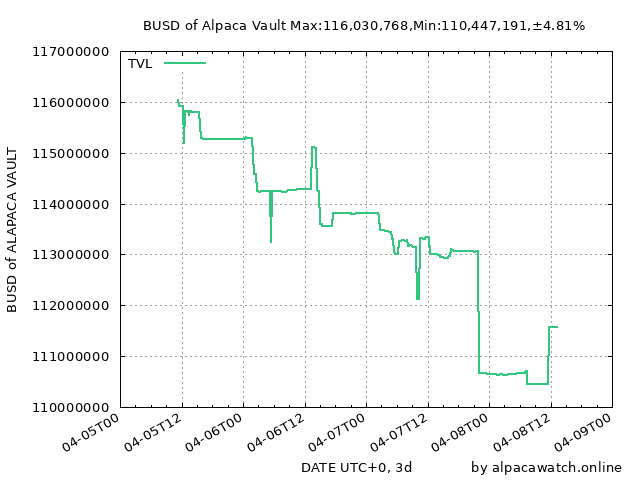 BUSD of Alpaca Vault Max:116,030,768,Min:110,447,191,±4.81%
TVL
BUSD of ALAPACA VAULT
117000000
116000000
115000000
114000000
113000000
112000000
111000000
110000000
04-05T00
04-05T12
04-06T00
04-06T12
04-07T00
04-07T12
04-08T00
04-08T12
04-09T00
DATE UTC+0, 3d
by alpacawatch.online